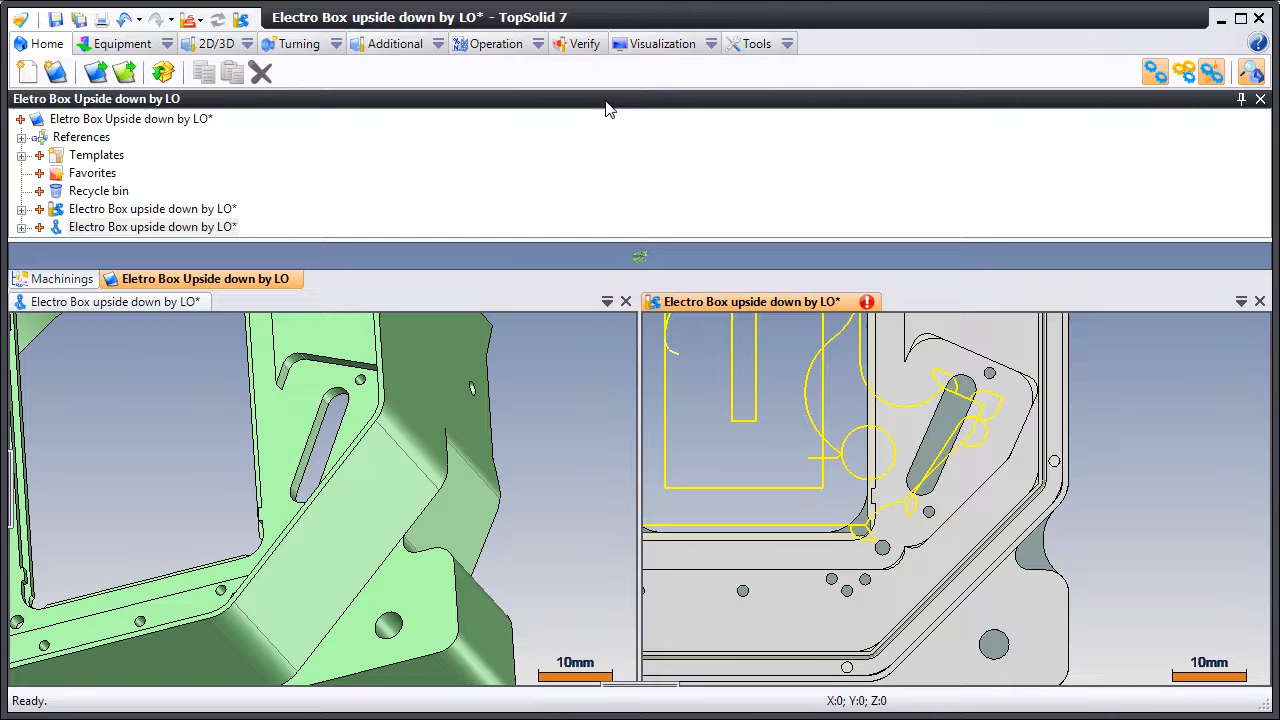 Electro Box upside down by LO* - TopSolid 7
Home
Equipment
2D/3D
Turning
Additional
Operation
Verify
Visualization
Tools
Eletro Box Upside down by LO
Eletro Box Upside down by LO*
References
Templates
Favorites
Recycle bin
Electro Box upside down by LO*
Electro Box upside down by LO*
Machinings
Eletro Box Upside down by LO
Electro Box upside down by LO*
Electro Box upside down by LO*
10mm
10mm
Ready.
X:0; Y:0; Z:0